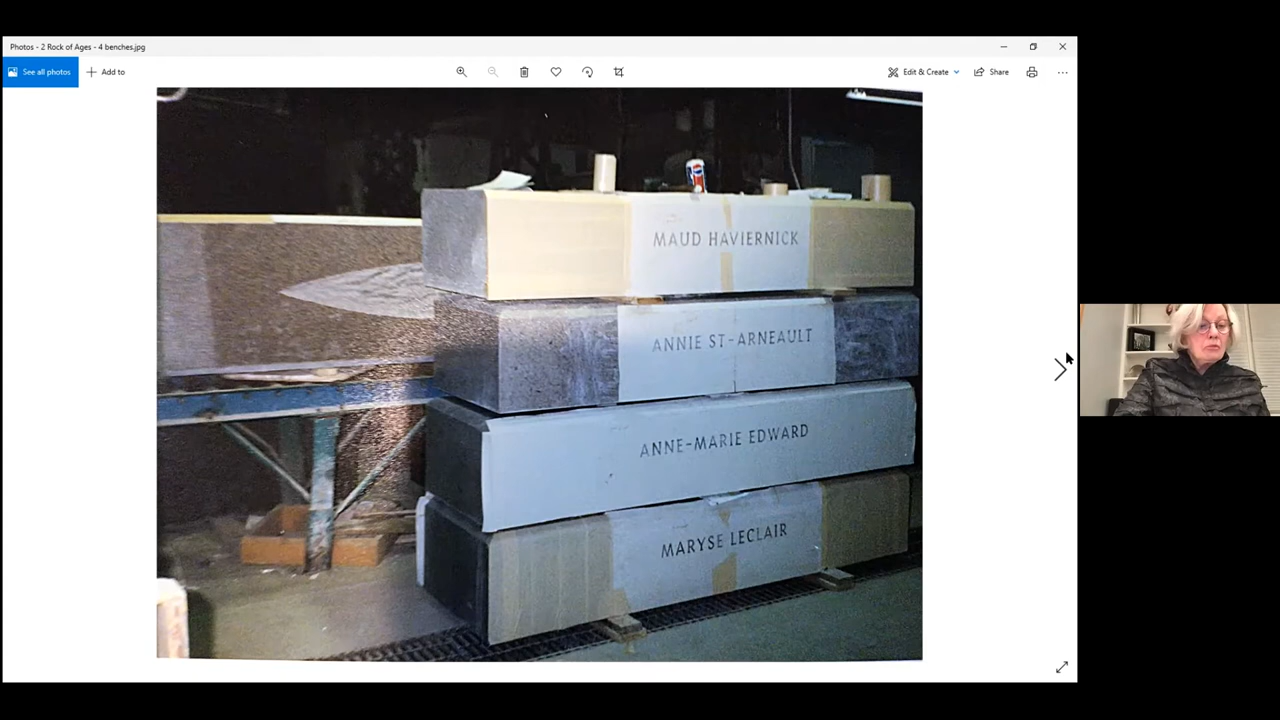 Photos - 2 Rock of Ages - 4 benches.jpg
See all photos
Add to
Edit & Create
Share
MAUD HAVIERNICK
ANNIE ST-ARNEAULT
ANNE-MARIE EDWARD
MARYSE LECLAIR